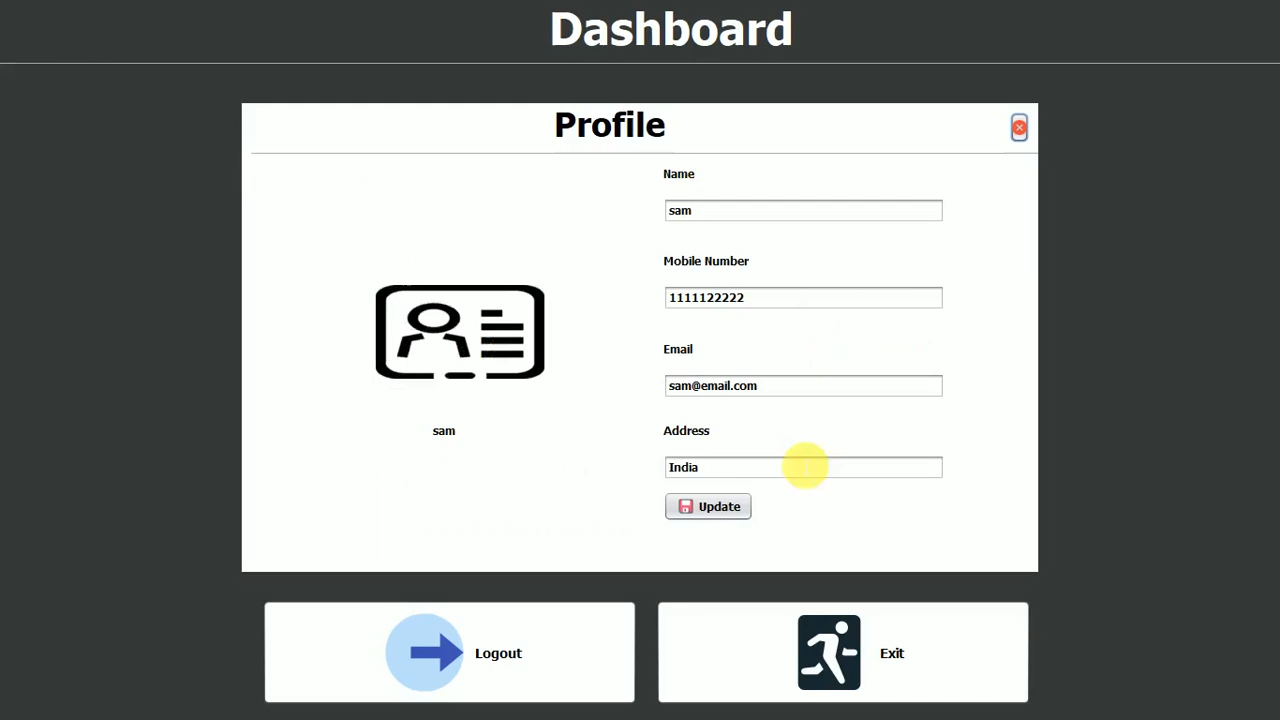 Dashboard
Profile
Name
sam
Mobile Number
1111122222
Email
sam@email.com
sam
Address
India
Update
Logout
Exit